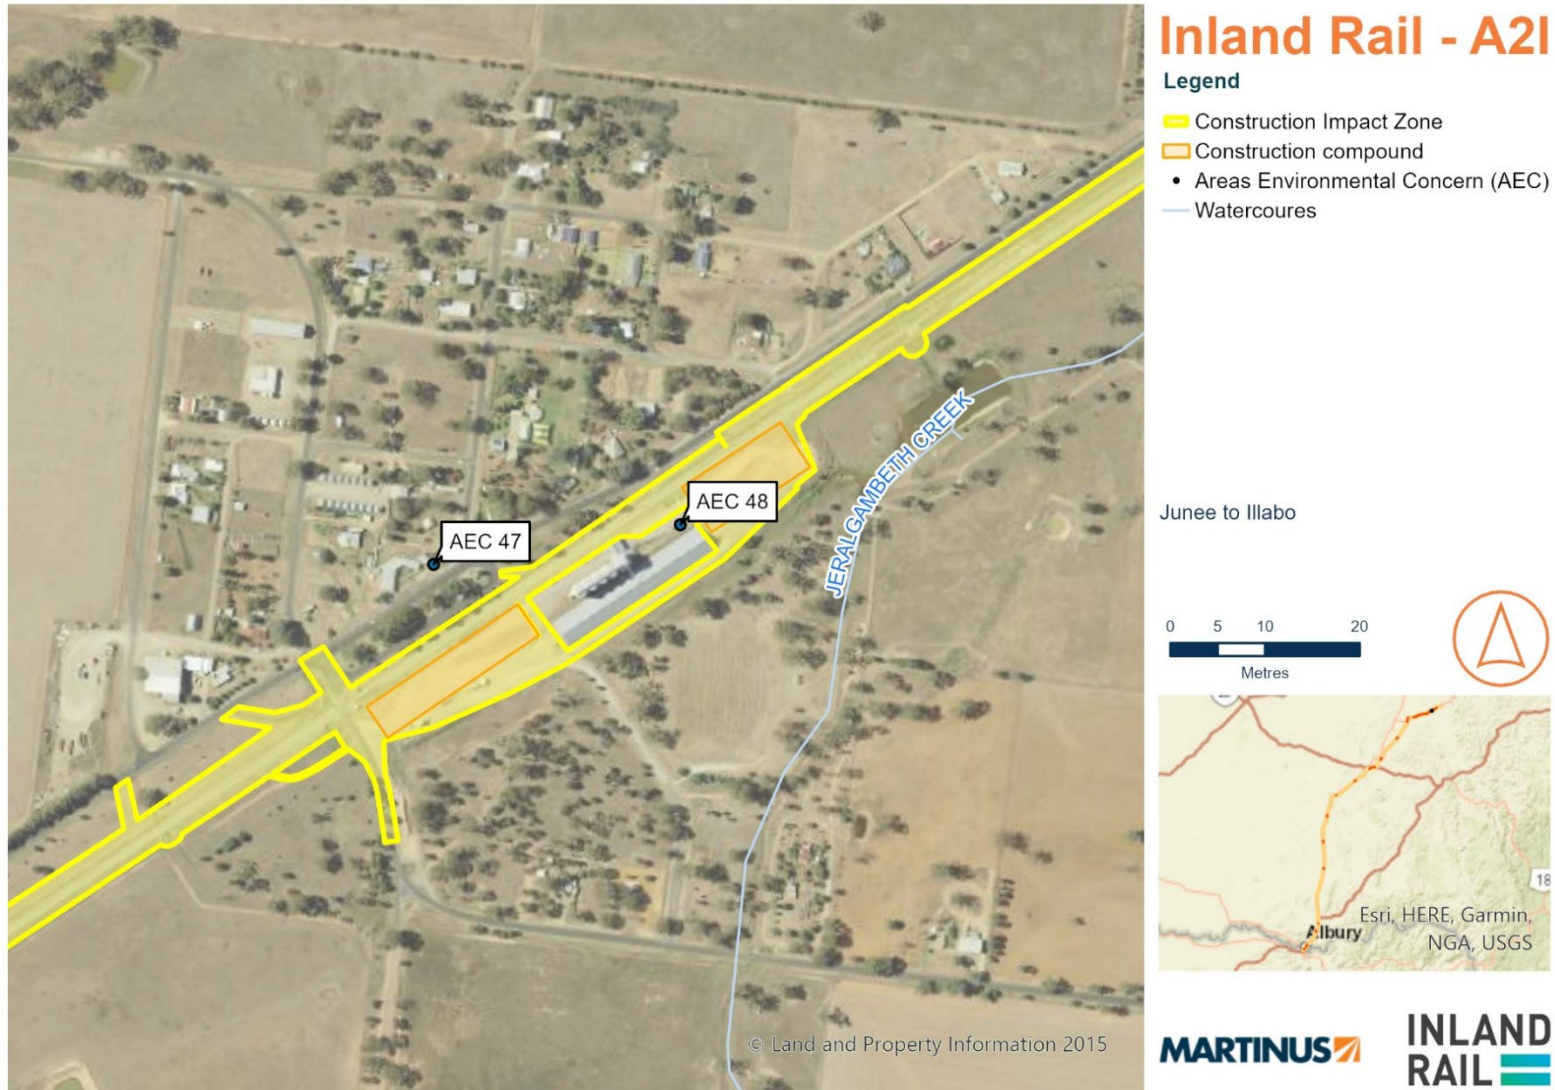 Inland Rail - A2I
Legend
Construction Impact Zone
Construction compound
Areas Environmental Concern (AEC)
Watercoures
AEC 48
AEC 47
JERALGAMBETH CREEK
Junee to Illabo
0 5 10 20
Metres
18
Albury
Esri, HERE, Garmin,
NGA, USGS
© Land and Property Information 2015
MARTINUS
INLAND
RAIL